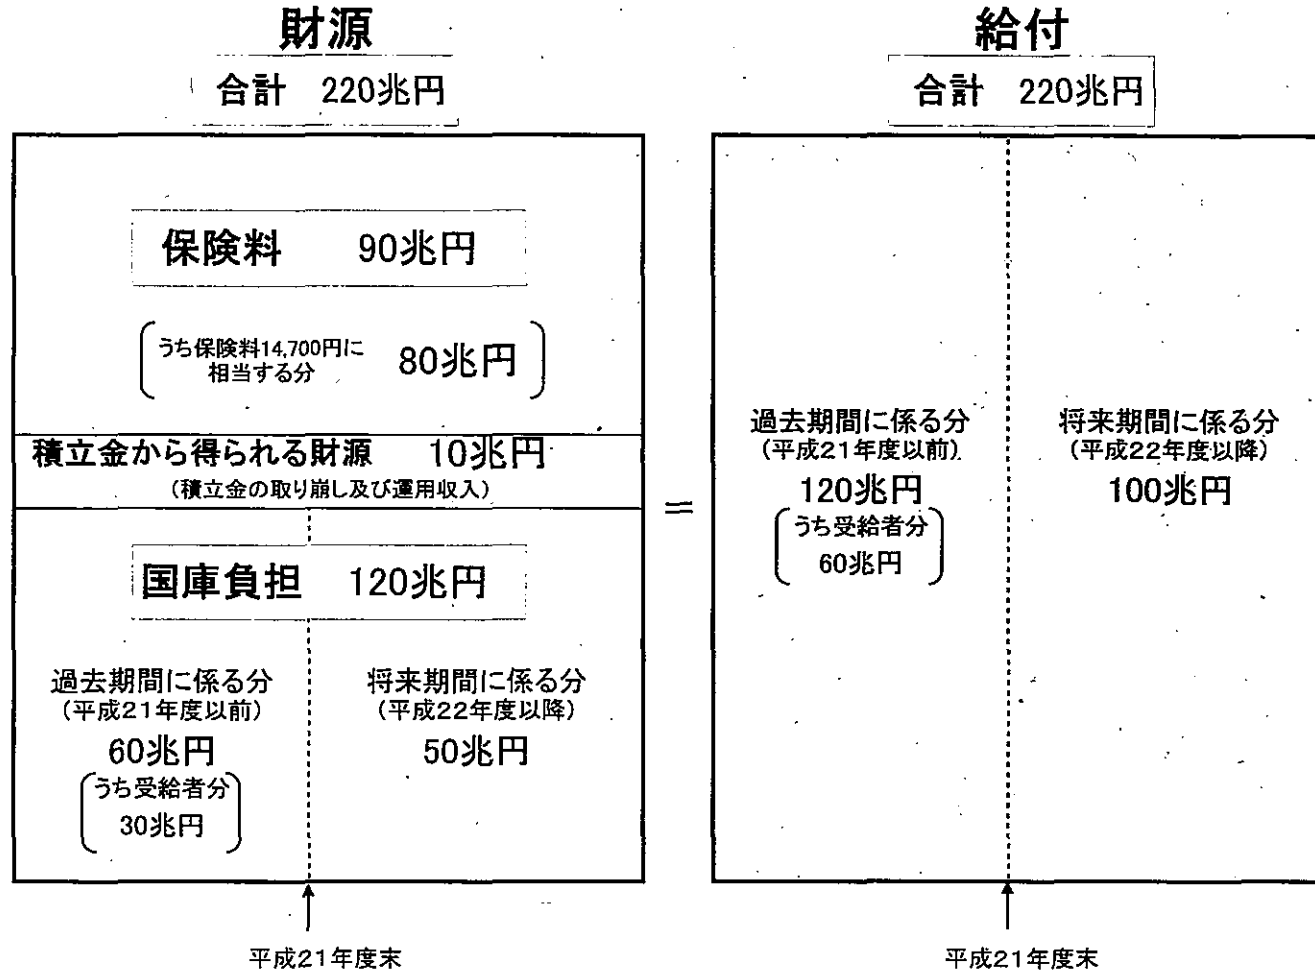 財源
合計 220兆円
保険料 90兆円
うち保険料14,700円に
相当する分 80兆円
積立金から得られる財源 10兆円
(積立金の取り崩し及び運用収入)
国庫負担 120兆円
過去期間に係る分
(平成21年度以前)
60兆円
うち受給者分
30兆円
将来期間に係る分
(平成22年度以降)
50兆円
平成21年度末
=
給付
合計 220兆円
過去期間に係る分
(平成21年度以前)
120兆円
うち受給者分
60兆円
将来期間に係る分
(平成22年度以降)
100兆円
平成21年度末